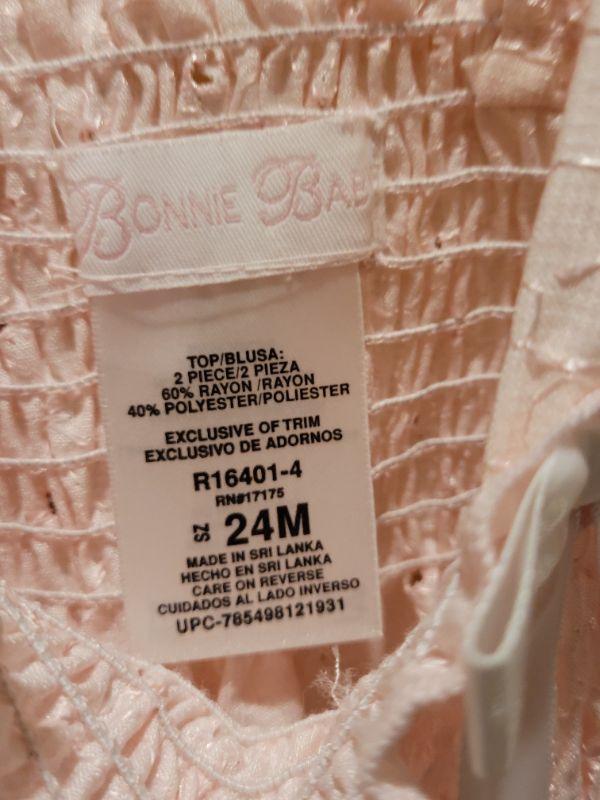 BONNIE BAB
TOP/BLUSA:
2 PIECE/2 PIEZA
60% RAYON /RAYON
40% POLYESTER/POLIESTER
EXCLUSIVE OF TRIM
EXCLUSIVO DE ADORNOS
R16401-4
RN#17175
SZ 24M
MADE IN SRI LANKA
HECHO EN SRI LANKA
CARE ON REVERSE
CUIDADOS AL LADO INVERSO
UPC-785498121931